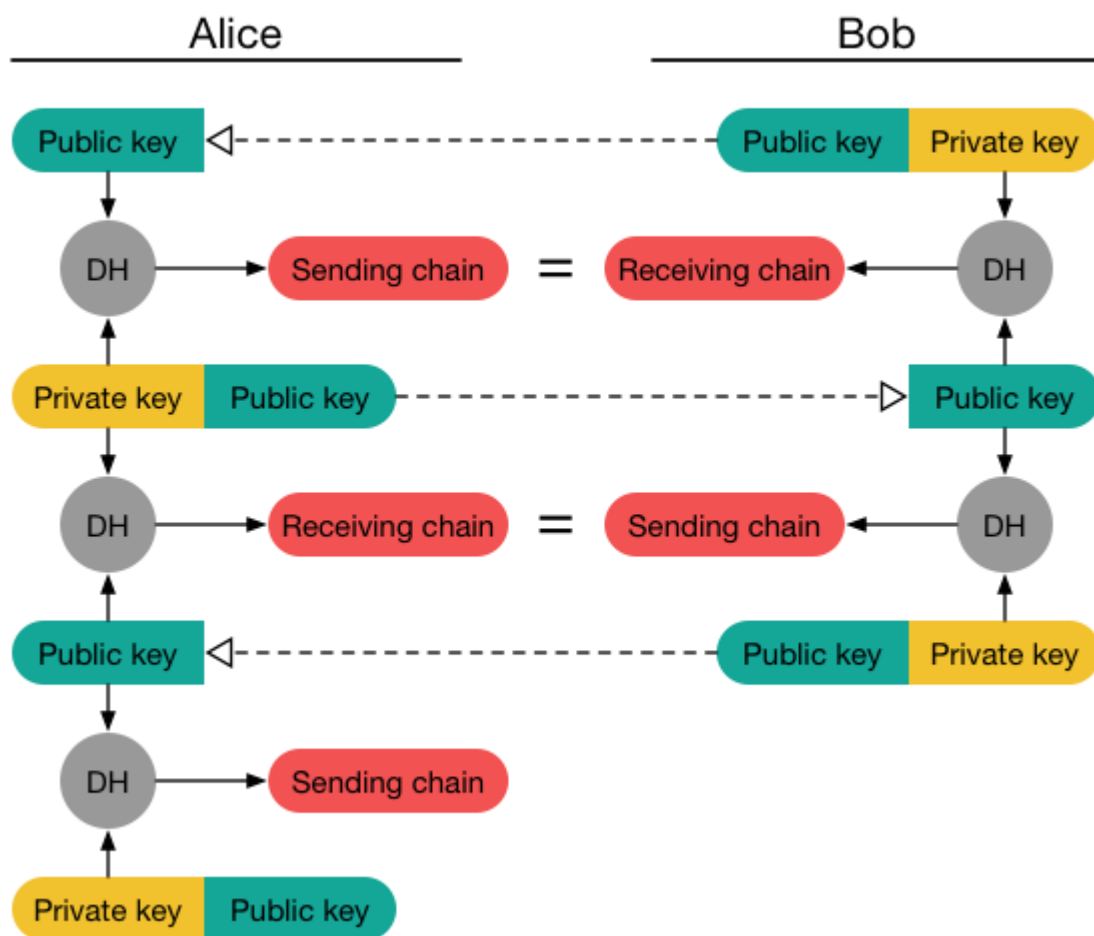 Alice
Bob
Public key
Public key
Private key
DH
Sending chain
=
Receiving chain
DH
Private key
Public key
Public key
DH
Receiving chain
=
Sending chain
DH
Public key
Public key
Private key
DH
Sending chain
Private key
Public key